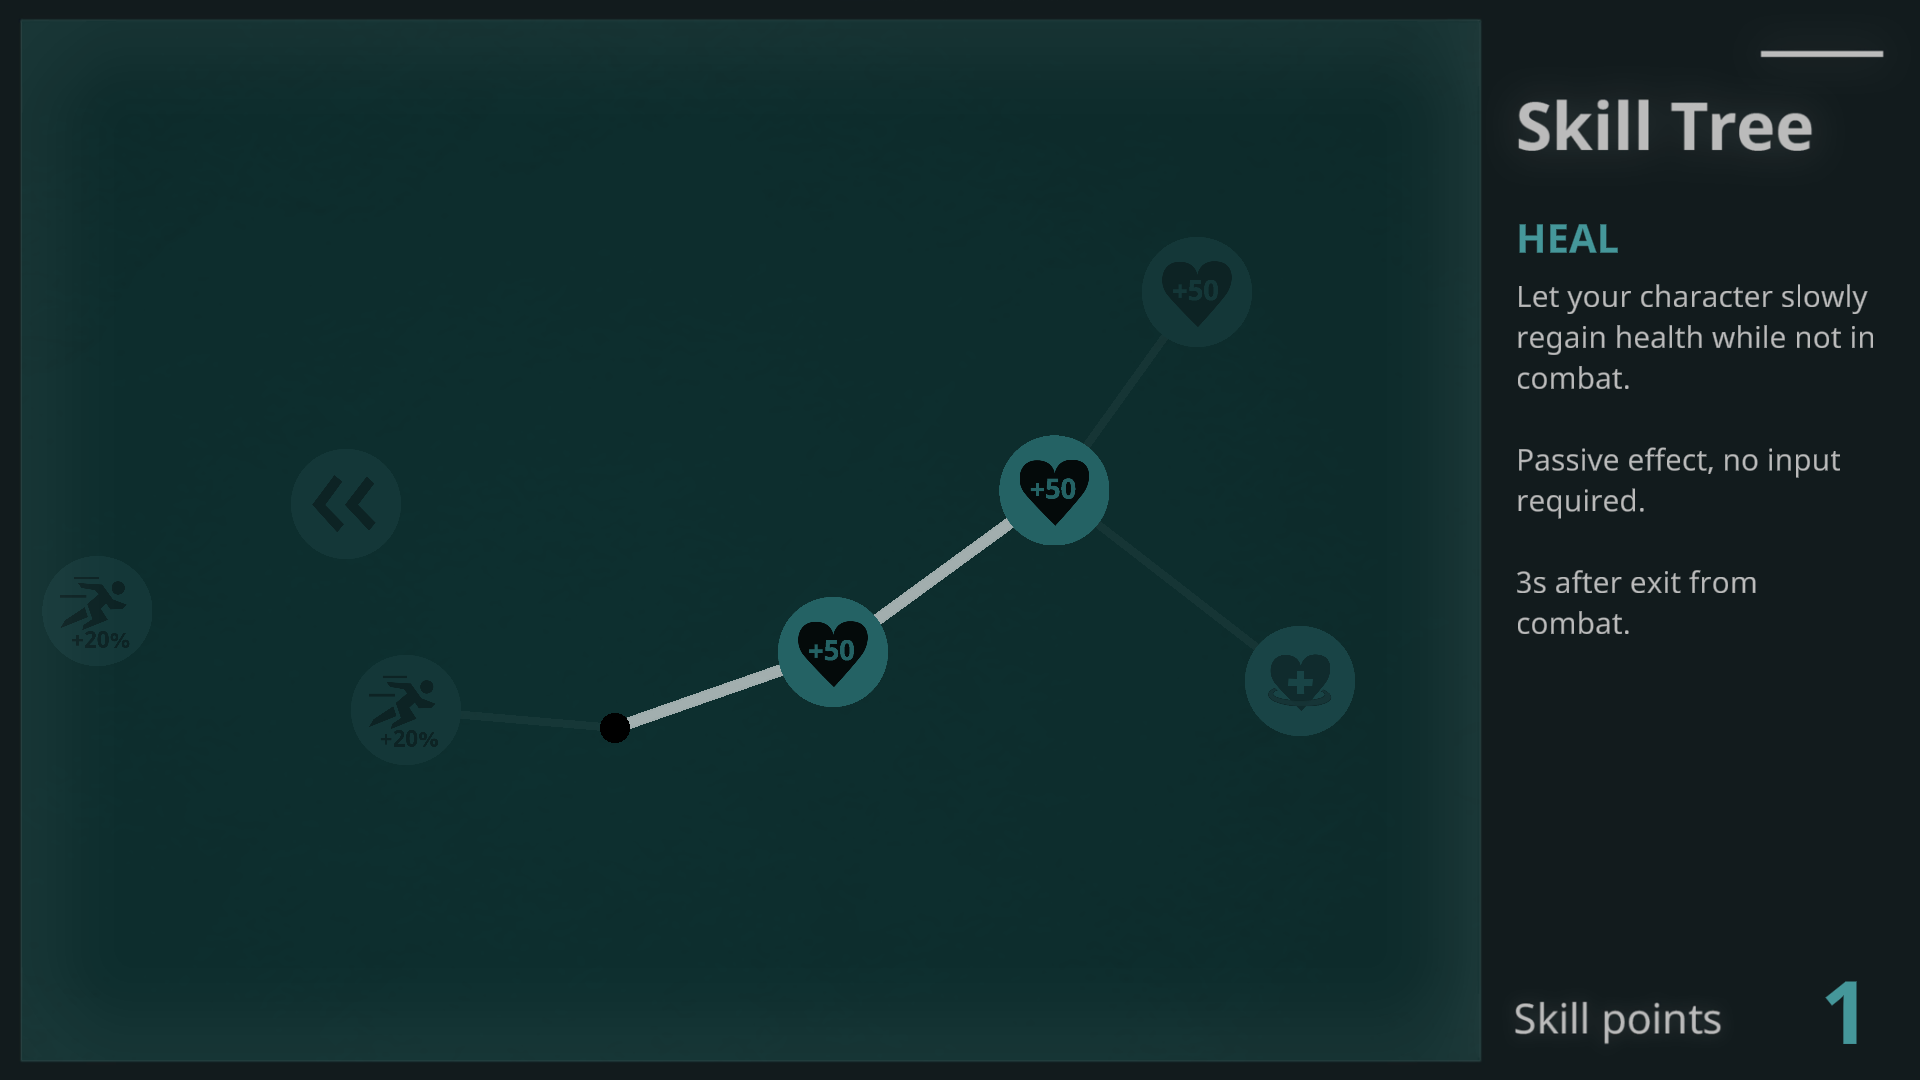 Skill Tree
HEAL
Let your character slowly
regain health while not in
combat.
Passive effect, no input
required.
3s after exit from
combat.
Skill points 1
+50
+50
+50
+20%
+20%